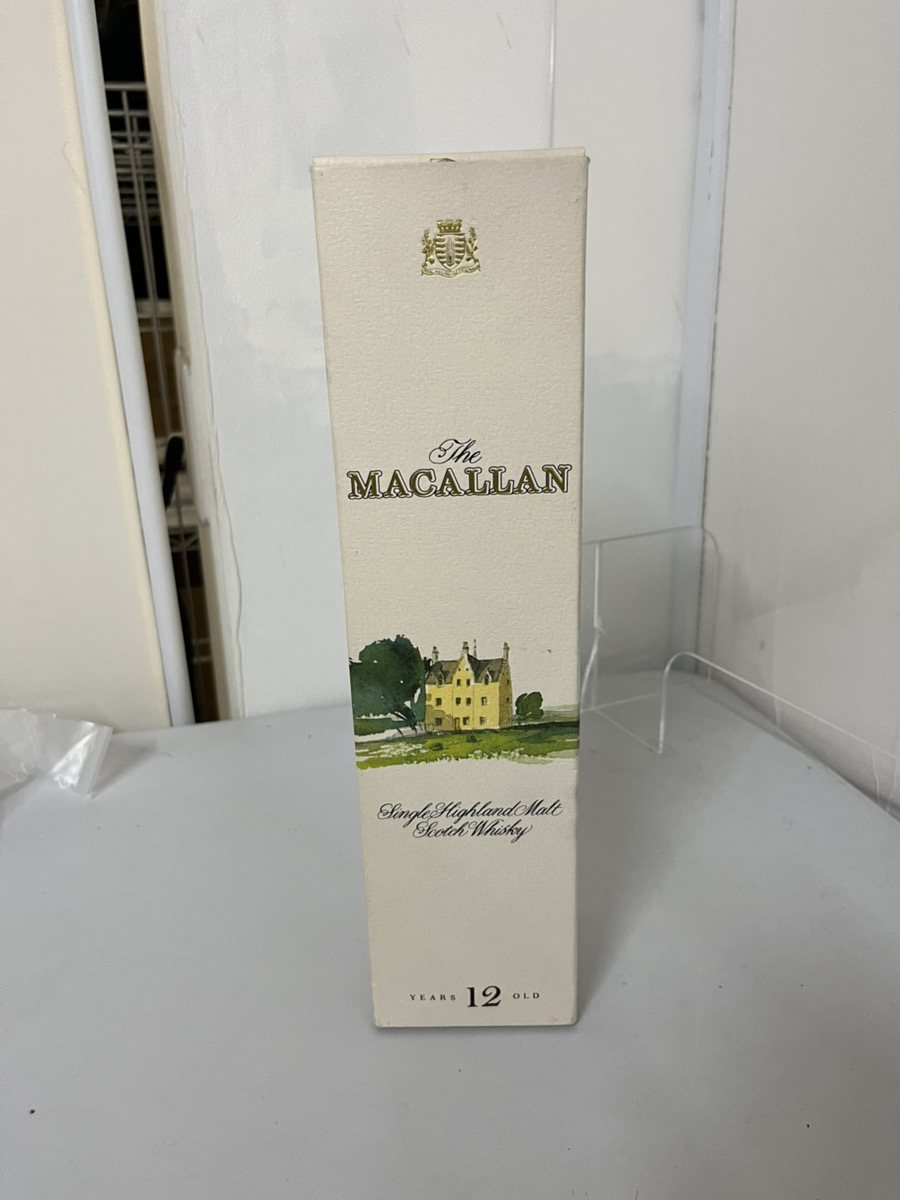 The
MACALLAN
Single Highland Malt
Scotch Whisky
YEARS 12 OLD